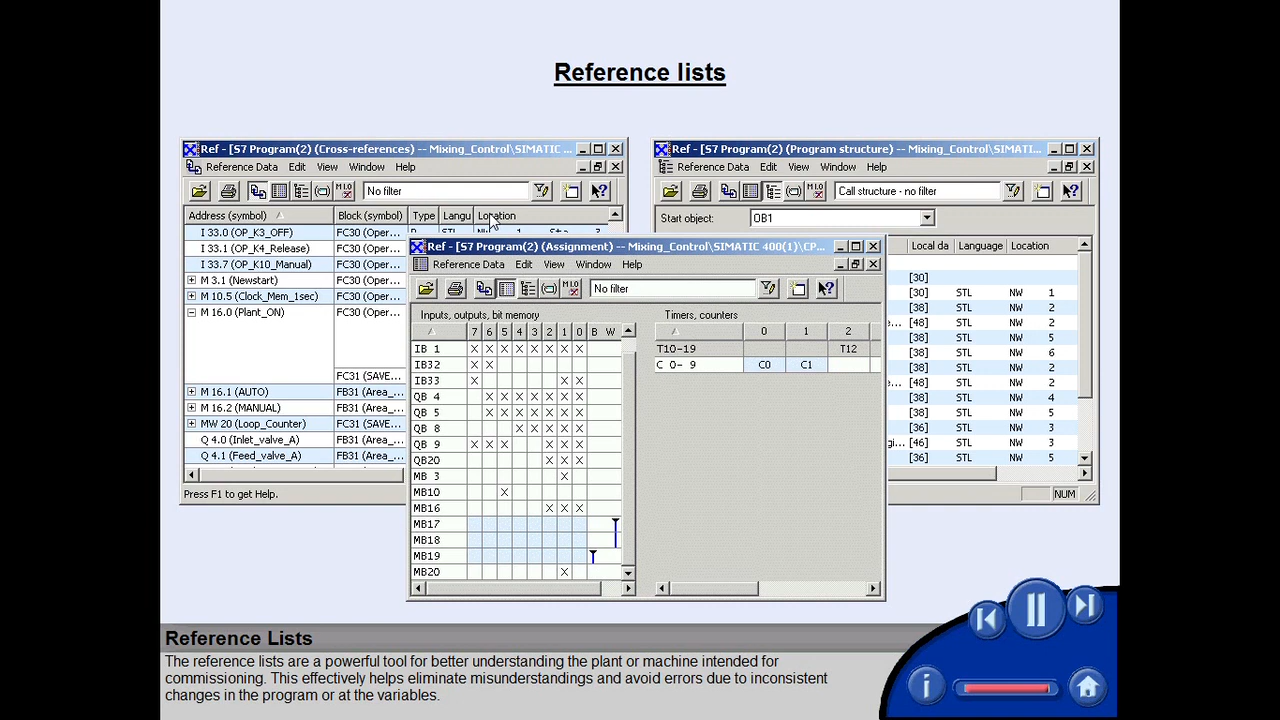 Reference lists
Ref - [S7 Program(2) (Cross-references) -- Mixing_Control\SIMATIC ...
Reference Data Edit View Window Help
No filter
Address (symbol) Block (symbol) Type Langu Location
I 33.0 (OP_K3_OFF) FC30 (Oper...
I 33.1 (OP_K4_Release) FC30 (Oper...
I 33.7 (OP_K10_Manual) FC30 (Oper...
M 3.1 (Newstart) FC30 (Oper...
M 10.5 (Clock_Mem_1sec) FC30 (Oper...
M 16.0 (Plant_ON) FC30 (Oper...
FC31 (SAVE...
M 16.1 (AUTO) FB31 (Area_...
M 16.2 (MANUAL) FB31 (Area_...
MW 20 (Loop_Counter) FC31 (SAVE...
Q 4.0 (Inlet_valve_A) FB31 (Area_...
Q 4.1 (Feed_valve_A) FB31 (Area_...
Press F1 to get Help.
Ref - [S7 Program(2) (Program structure) -- Mixing_Control\SIMATI...
Reference Data Edit View Window Help
Call structure - no filter
Start object: OB1
Local da Language Location
[30]
[30] STL NW 1
[38] STL NW 2
e... [48] STL NW 2
[38] STL NW 5
[38] STL NW 6
e... [48] STL NW 2
[38] STL NW 4
[36] STL NW 3
gi... [46] STL NW 3
[36] STL NW 5
NUM
Ref - [S7 Program(2) (Assignment) -- Mixing_Control\SIMATIC 400(1)\CP...
Reference Data Edit View Window Help
No filter
Inputs, outputs, bit memory
7 6 5 4 3 2 1 0 B W
IB 1 X X X X X X X X
IB32 X X
IB33 X X X
QB 4 X X X X X X X
QB 5 X X X X X X X
QB 8 X X X X X
QB 9 X X X X X X
QB20 X X X
MB 3 X
MB10 X
MB16 X X X
MB17
MB18
MB19
MB20 X
Timers, counters
0 1 2
T10-19 T12
C 0- 9 C0 C1
Reference Lists
The reference lists are a powerful tool for better understanding the plant or machine intended for
commissioning. This effectively helps eliminate misunderstandings and avoid errors due to inconsistent
changes in the program or at the variables.